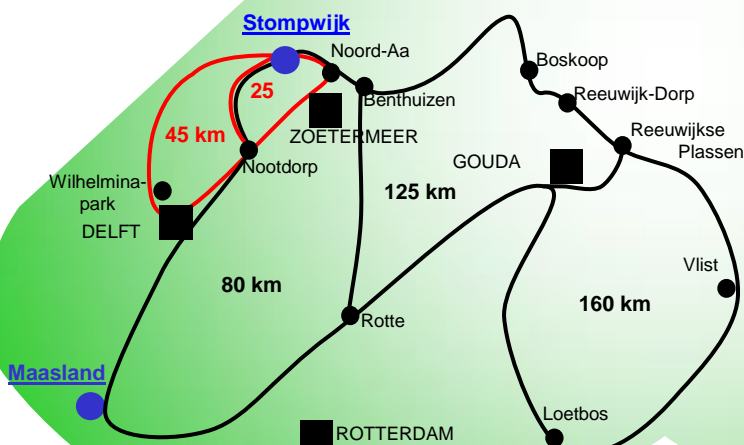 Stompwijk
Noord-Aa
Boskoop
25
Benthuizen
Reeuwijk-Dorp
45 km
ZOETERMEER
Reeuwijkse
Plassen
Nootdorp
GOUDA
Wilhelmina-
park
125 km
DELFT
Vlist
80 km
160 km
Rotte
Maasland
Loetbos
ROTTERDAM